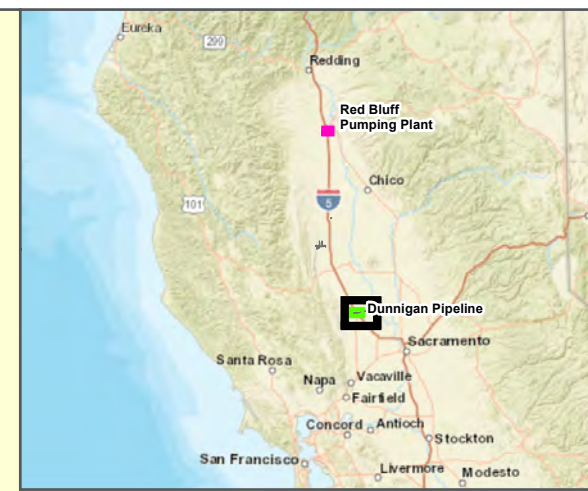 Eureka
299
Redding
Red Bluff
Pumping Plant
Chico
101
5
Dunnigan Pipeline
Sacramento
Santa Rosa
Napa
Vacaville
Fairfield
Concord
Antioch
Stockton
San Francisco
Livermore
Modesto